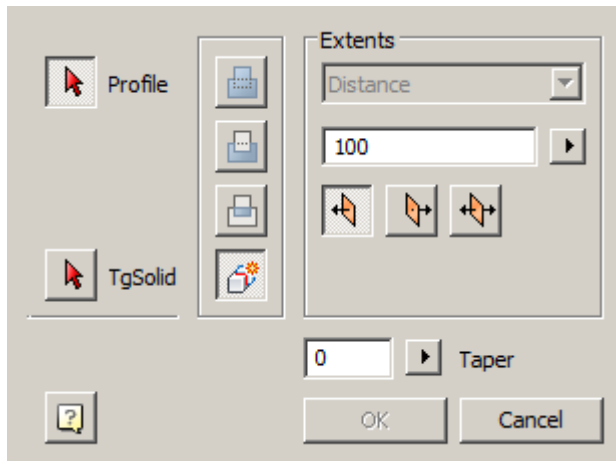 Profile
TgSolid
Extents
Distance
100
0
Taper
?
OK
Cancel